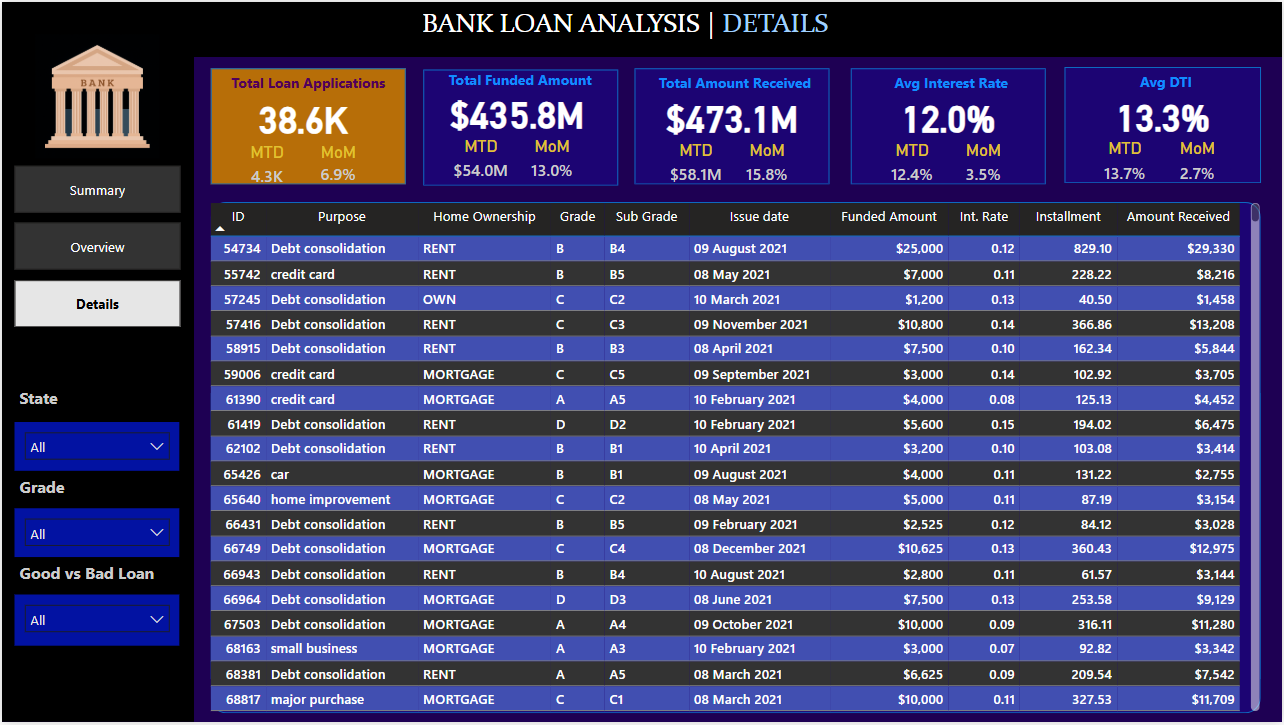 BANK LOAN ANALYSIS | DETAILS
BANK
Summary
Overview
Details
State
All
Grade
All
Good vs Bad Loan
All
Total Loan Applications
38.6K
MTD MoM
4.3K 6.9%
Total Funded Amount
$435.8M
MTD MoM
$54.0M 13.0%
Total Amount Received
$473.1M
MTD MoM
$58.1M 15.8%
Avg Interest Rate
12.0%
MTD MoM
12.4% 3.5%
Avg DTI
13.3%
MTD MoM
13.7% 2.7%
ID Purpose Home Ownership Grade Sub Grade Issue date Funded Amount Int. Rate Installment Amount Received
54734 Debt consolidation RENT B B4 09 August 2021 $25,000 0.12 829.10 $29,330
55742 credit card RENT B B5 08 May 2021 $7,000 0.11 228.22 $8,216
57245 Debt consolidation OWN C C2 10 March 2021 $1,200 0.13 40.50 $1,458
57416 Debt consolidation RENT C C3 09 November 2021 $10,800 0.14 366.86 $13,208
58915 Debt consolidation RENT B B3 08 April 2021 $7,500 0.10 162.34 $5,844
59006 credit card MORTGAGE C C5 09 September 2021 $3,000 0.14 102.92 $3,705
61390 credit card MORTGAGE A A5 10 February 2021 $4,000 0.08 125.13 $4,452
61419 Debt consolidation RENT D D2 10 February 2021 $5,600 0.15 194.02 $6,475
62102 Debt consolidation RENT B B1 10 April 2021 $3,200 0.10 103.08 $3,414
65426 car MORTGAGE B B1 09 August 2021 $4,000 0.11 131.22 $2,755
65640 home improvement MORTGAGE C C2 08 May 2021 $5,000 0.11 87.19 $3,154
66431 Debt consolidation RENT B B5 09 February 2021 $2,525 0.12 84.12 $3,028
66749 Debt consolidation MORTGAGE C C4 08 December 2021 $10,625 0.13 360.43 $12,975
66943 Debt consolidation RENT B B4 10 August 2021 $2,800 0.11 61.57 $3,144
66964 Debt consolidation MORTGAGE D D3 08 June 2021 $7,500 0.13 253.58 $9,129
67503 Debt consolidation MORTGAGE A A4 09 October 2021 $10,000 0.09 316.11 $11,280
68163 small business MORTGAGE A A3 10 February 2021 $3,000 0.07 92.82 $3,342
68381 Debt consolidation RENT A A5 08 March 2021 $6,625 0.09 209.54 $7,542
68817 major purchase MORTGAGE C C1 08 March 2021 $10,000 0.11 327.53 $11,709